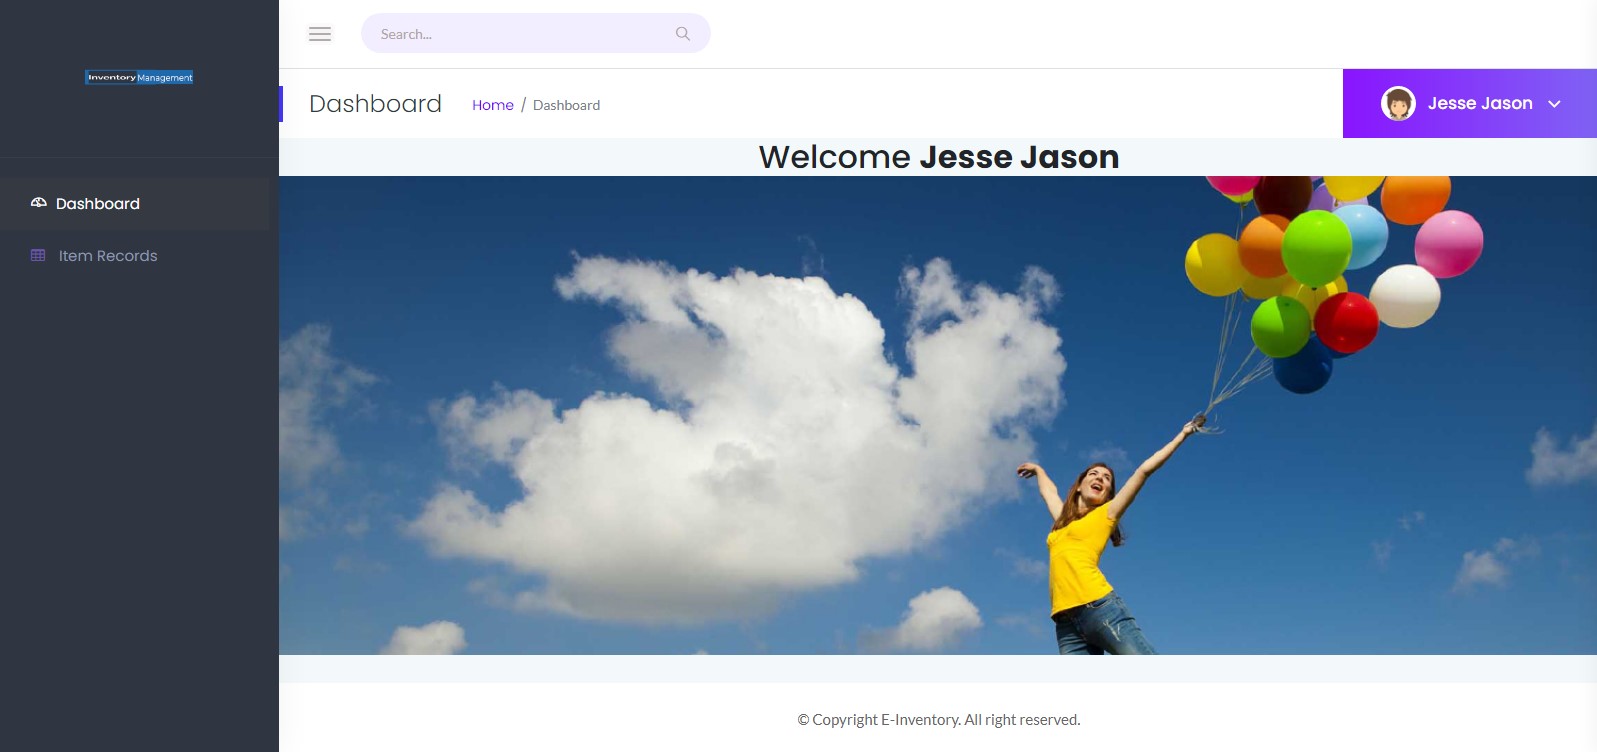 Inventory Management
Search...
Dashboard
Home / Dashboard
Jesse Jason
Welcome Jesse Jason
Dashboard
Item Records
© Copyright E-Inventory. All right reserved.